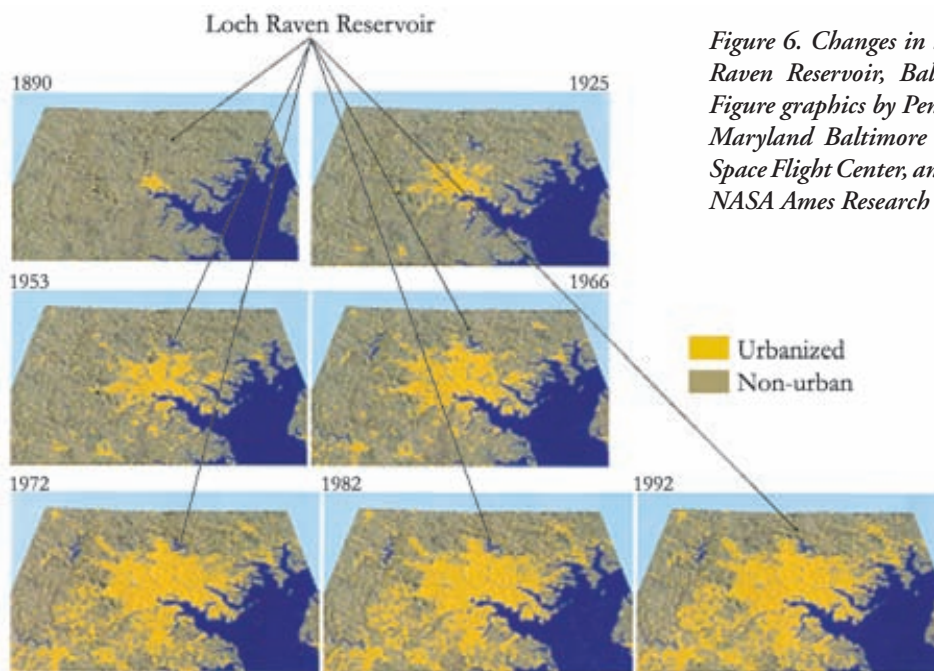 Loch Raven Reservoir
Figure 6. Changes in
Raven Reservoir, Bal
Figure graphics by Pen
Maryland Baltimore
Space Flight Center, an
NASA Ames Research
1890
1925
1953
1966
Urbanized
Non-urban
1972
1982
1992